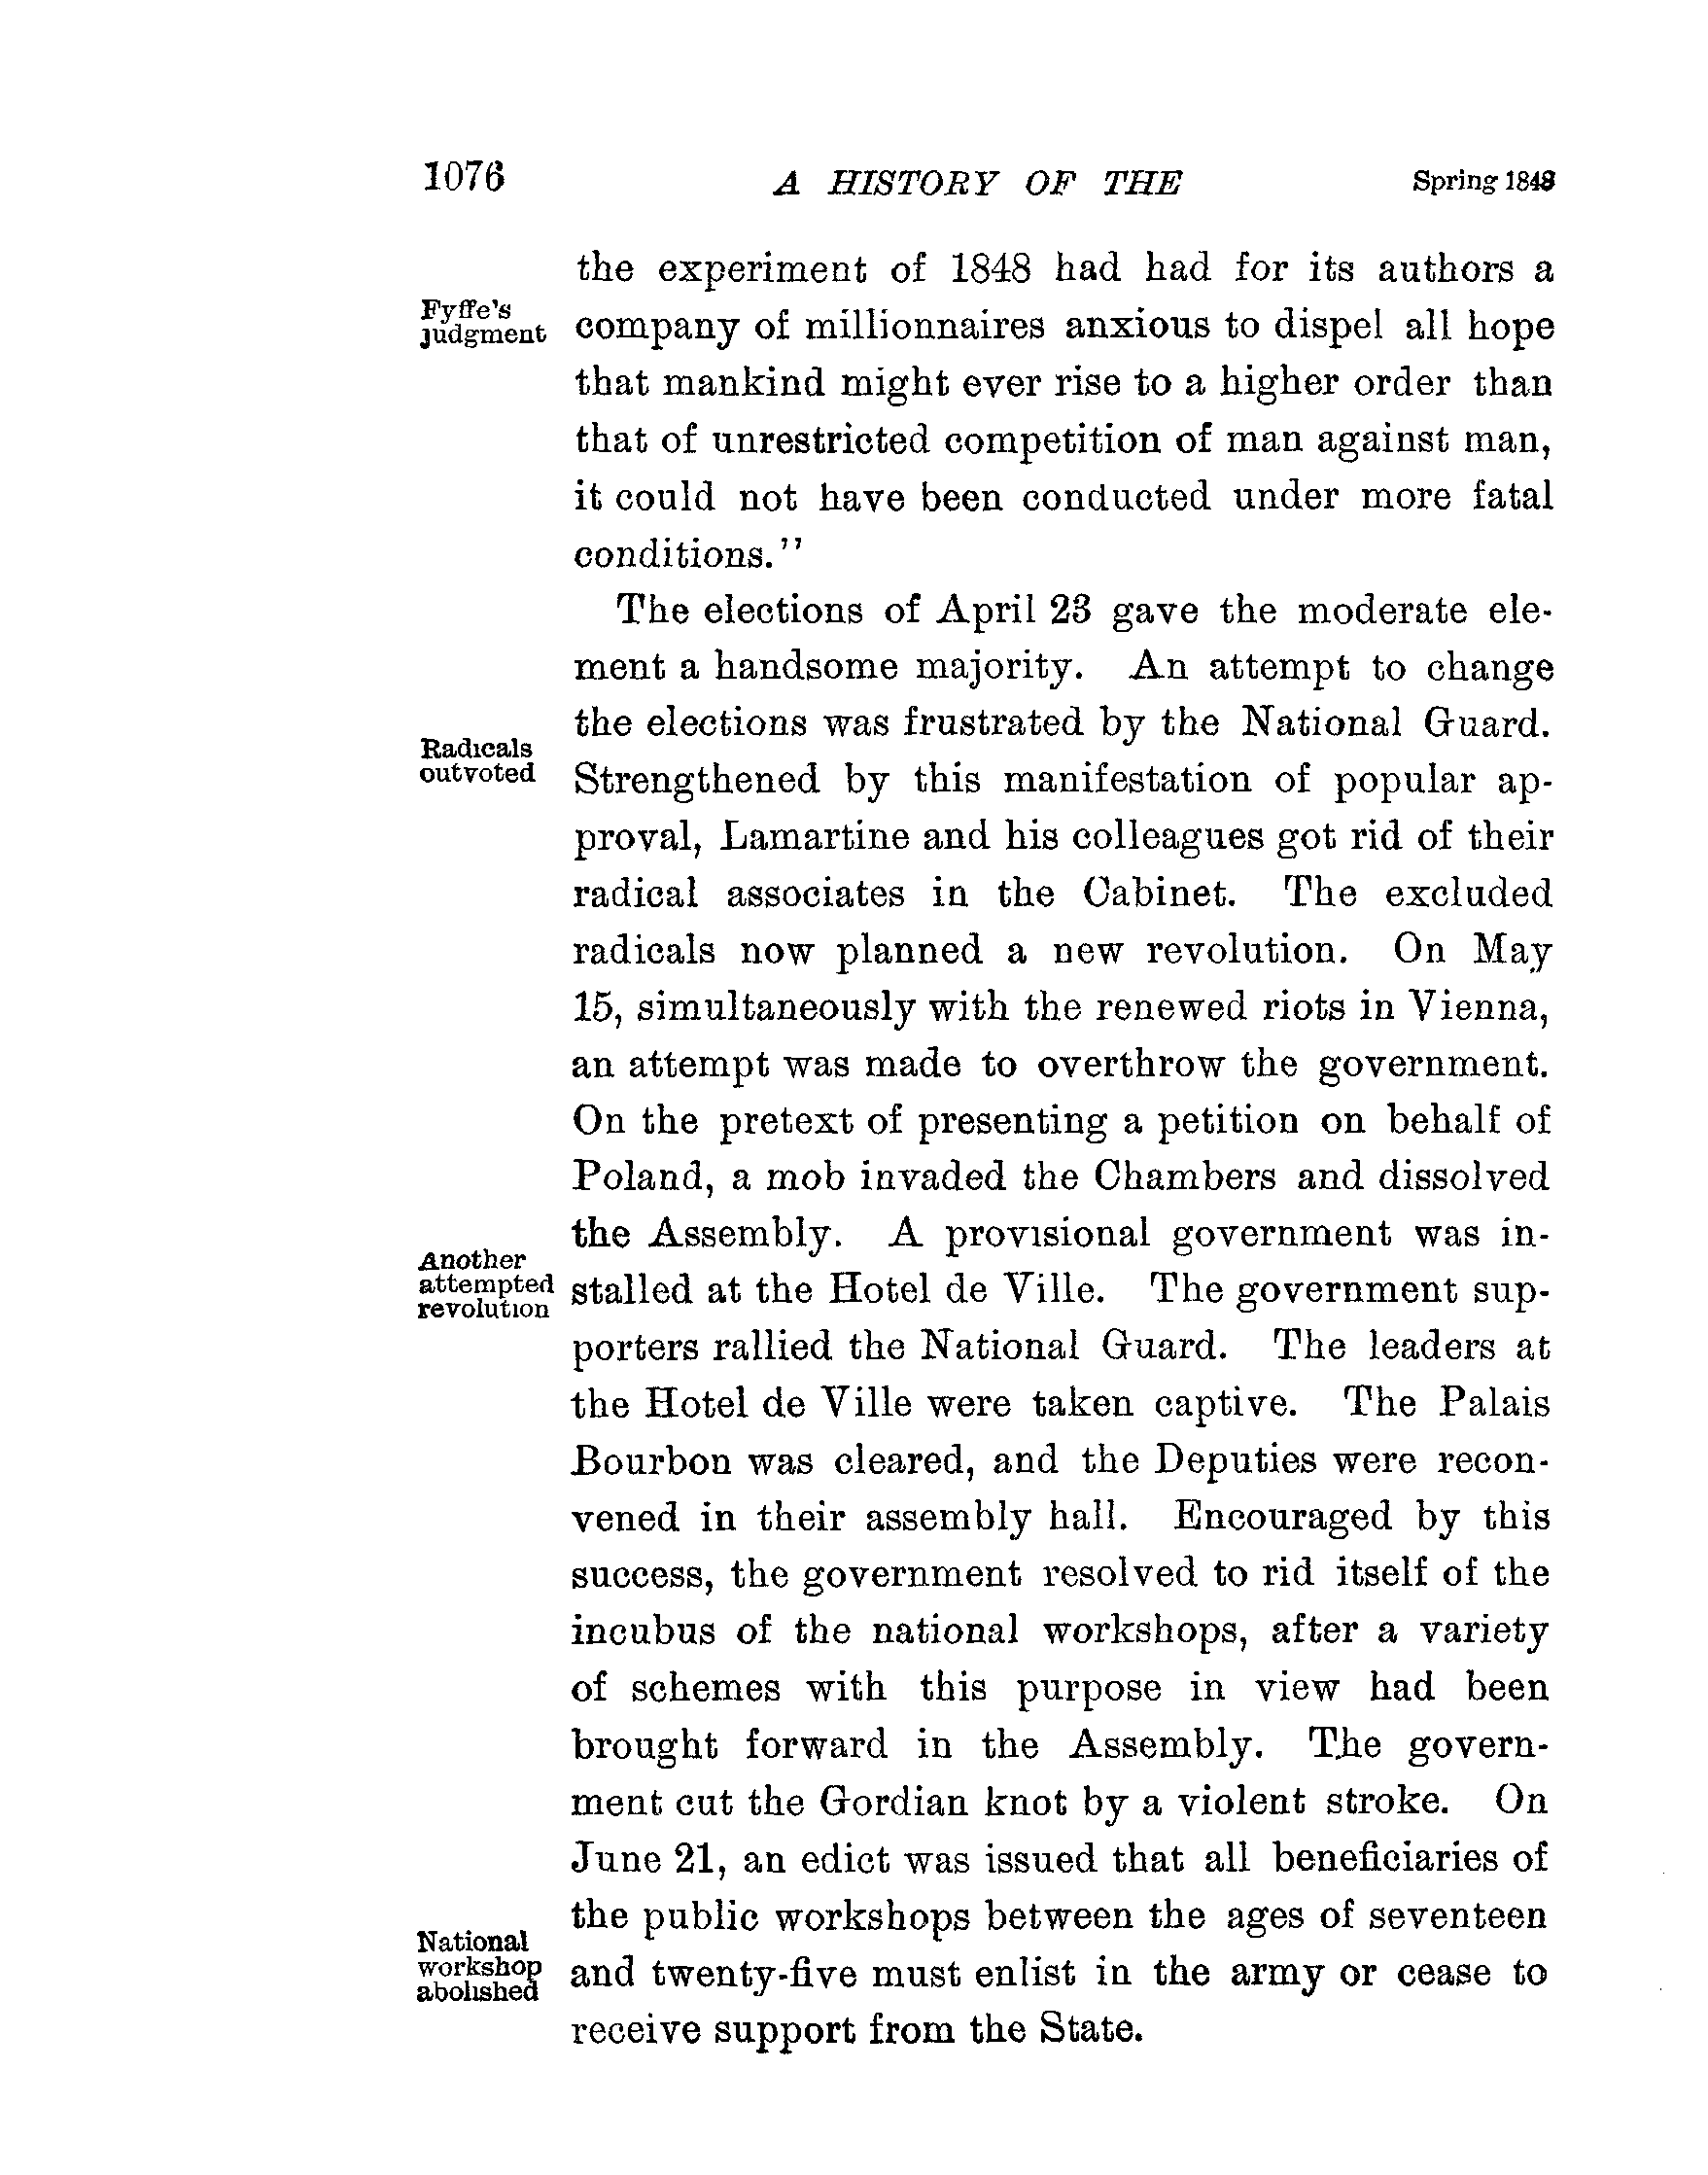 1076 A HISTORY OF THE Spring 1848
the experiment of 1848 had had for its authors a
Fyffe's
judgment
company of millionnaires anxious to dispel all hope
that mankind might ever rise to a higher order than
that of unrestricted competition of man against man,
it could not have been conducted under more fatal
conditions."
The elections of April 23 gave the moderate ele-
ment a handsome majority. An attempt to change
the elections was frustrated by the National Guard.
Radicals
outvoted
Strengthened by this manifestation of popular ap-
proval, Lamartine and his colleagues got rid of their
radical associates in the Cabinet. The excluded
radicals now planned a new revolution. On May
15, simultaneously with the renewed riots in Vienna,
an attempt was made to overthrow the government.
On the pretext of presenting a petition on behalf of
Poland, a mob invaded the Chambers and dissolved
the Assembly. A provisional government was in-
Another
attempted
revolution
stalled at the Hotel de Ville. The government sup-
porters rallied the National Guard. The leaders at
the Hotel de Ville were taken captive. The Palais
Bourbon was cleared, and the Deputies were recon-
vened in their assembly hall. Encouraged by this
success, the government resolved to rid itself of the
incubus of the national workshops, after a variety
of schemes with this purpose in view had been
brought forward in the Assembly. The govern-
ment cut the Gordian knot by a violent stroke. On
June 21, an edict was issued that all beneficiaries of
the public workshops between the ages of seventeen
National
workshop
abolished
and twenty-five must enlist in the army or cease to
receive support from the State.